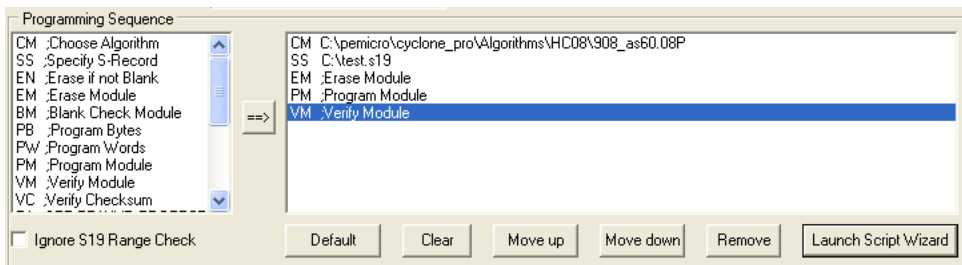 Programming Sequence
CM ;Choose Algorithm
SS ;Specify S-Record
EN ;Erase if not Blank
EM ;Erase Module
BM ;Blank Check Module
PB ;Program Bytes
PW ;Program Words
PM ;Program Module
VM ;Verify Module
VC ;Verify Checksum
==>
CM C:\pemicro\cyclone_pro\Algorithms\HC08\908_as60.08P
SS C:\test.s19
EM ;Erase Module
PM ;Program Module
VM ;Verify Module
Ignore S19 Range Check
Default
Clear
Move up
Move down
Remove
Launch Script Wizard